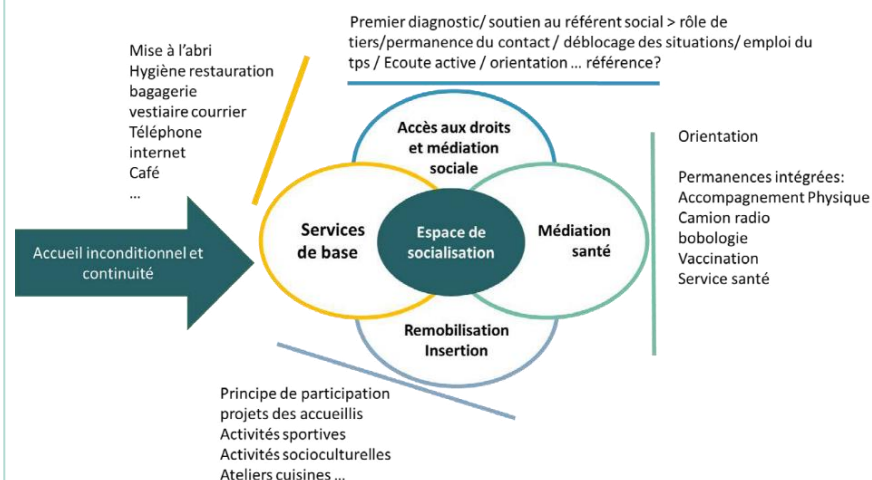 Premier diagnostic/ soutien au référent social > rôle de
tiers/permanence du contact / déblocage des situations/ emploi du
tps / Ecoute active / orientation ... référence?
Mise à l'abri
Hygiène restauration
bagagerie
vestiaire courrier
Téléphone
internet
Café
...
Accès aux droits
et médiation
sociale
Orientation
Permanences intégrées:
Accompagnement Physique
Camion radio
bobologie
Vaccination
Service santé
Accueil inconditionnel et
continuité
Services
de base
Espace de
socialisation
Médiation
santé
Remobilisation
Insertion
Principe de participation
projets des accueillis
Activités sportives
Activités socioculturelles
Ateliers cuisines ...